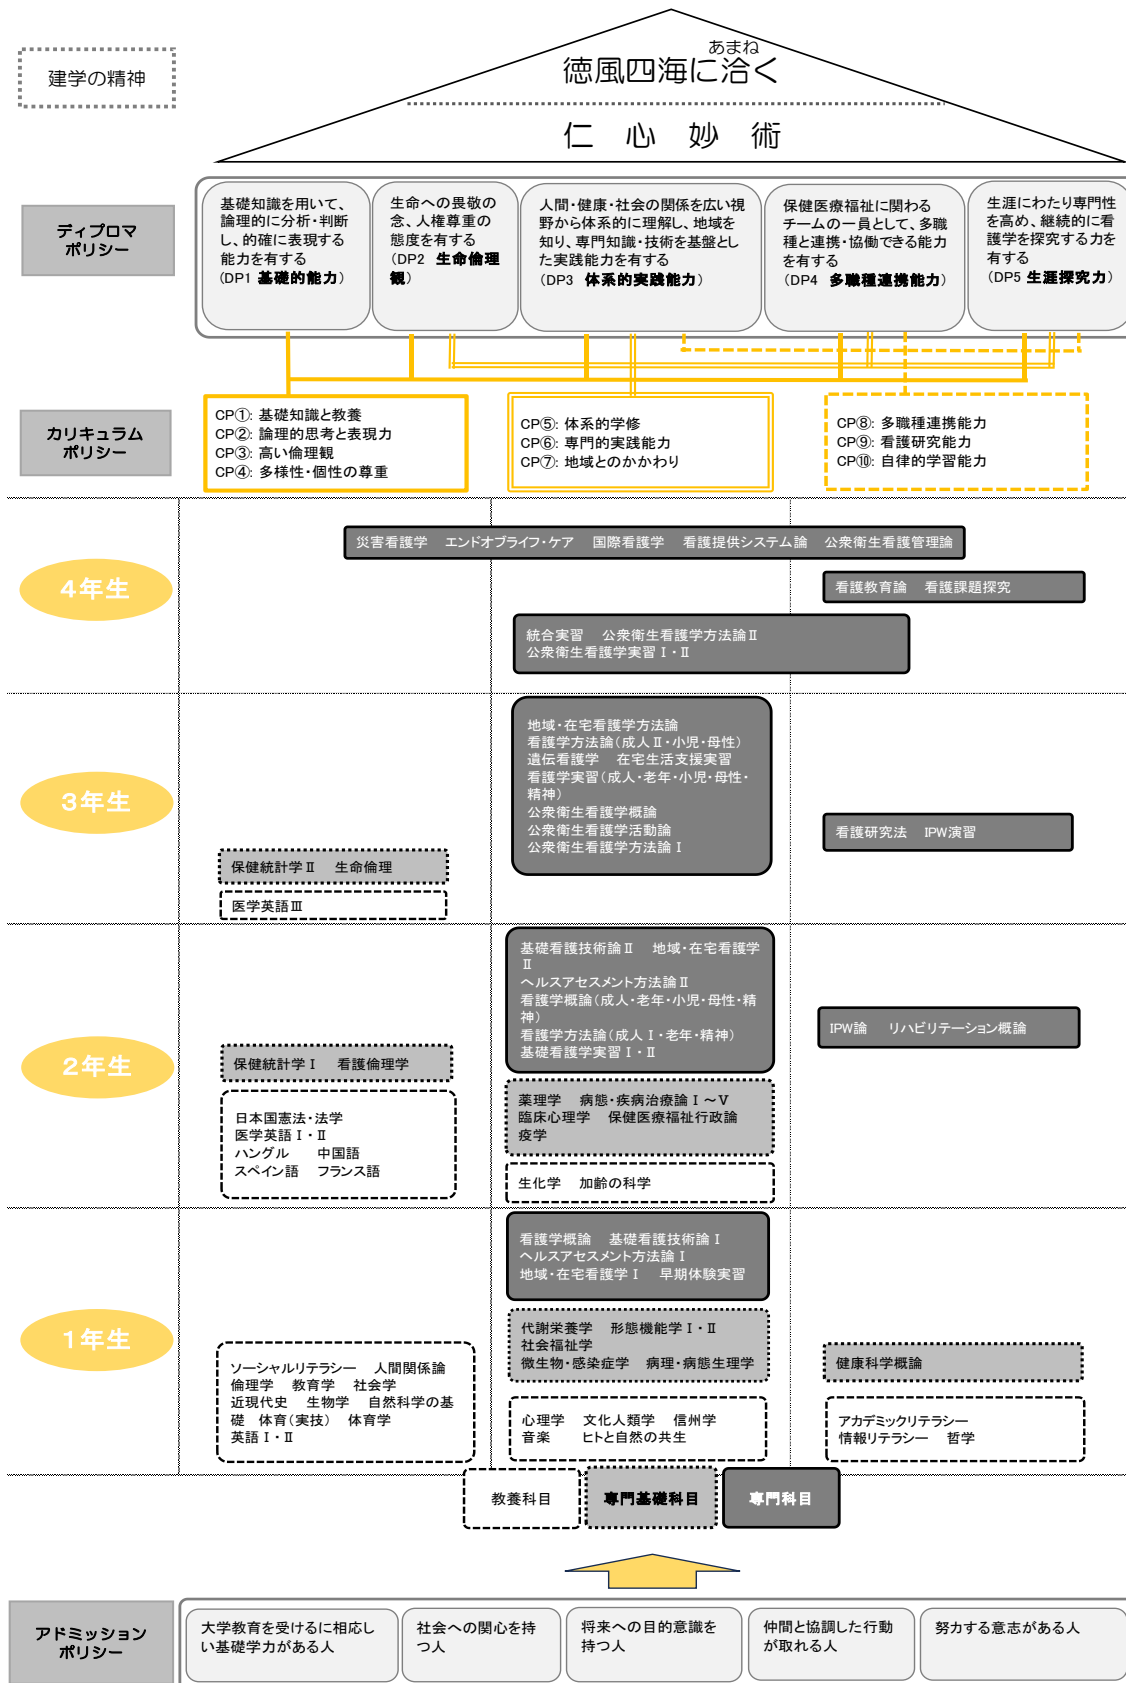 建学の精神
あまね
徳風四海に洽く
仁心妙術
ディプロマ
ポリシー
基礎知識を用いて、
論理的に分析・判断
し、的確に表現する
能力を有する
(DP1 基礎的能力)
生命への畏敬の
念、人権尊重の
態度を有する
(DP2 生命倫理
観)
人間・健康・社会の関係を広い視
野から体系的に理解し、地域を
知り、専門知識・技術を基盤とし
た実践能力を有する
(DP3 体系的実践能力)
保健医療福祉に関わる
チームの一員として、多職
種と連携・協働できる能力
を有する
(DP4 多職種連携能力)
生涯にわたり専門性
を高め、継続的に看
護学を探究する力を
有する
(DP5 生涯探究力)
カリキュラム
ポリシー
CP①: 基礎知識と教養
CP②: 論理的思考と表現力
CP③: 高い倫理観
CP④: 多様性・個性の尊重
CP⑤: 体系的学修
CP⑥: 専門的実践能力
CP⑦: 地域とのかかわり
CP⑧: 多職種連携能力
CP⑨: 看護研究能力
CP⑩: 自律的学習能力
4年生
災害看護学 エンドオブライフ・ケア 国際看護学 看護提供システム論 公衆衛生看護管理論
看護教育論 看護課題探究
統合実習 公衆衛生看護学方法論Ⅱ
公衆衛生看護学実習Ⅰ・Ⅱ
3年生
地域・在宅看護学方法論
看護学方法論(成人Ⅱ・小児・母性)
遺伝看護学 在宅生活支援実習
看護学実習(成人・老年・小児・母性・
精神)
公衆衛生看護学概論
公衆衛生看護学活動論
公衆衛生看護学方法論Ⅰ
看護研究法 IPW演習
保健統計学Ⅱ 生命倫理
医学英語Ⅲ
2年生
基礎看護技術論Ⅱ 地域・在宅看護学
Ⅱ
ヘルスアセスメント方法論Ⅱ
看護学概論(成人・老年・小児・母性・精
神)
看護学方法論(成人Ⅰ・老年・精神)
基礎看護学実習Ⅰ・Ⅱ
IPW論 リハビリテーション概論
保健統計学Ⅰ 看護倫理学
薬理学 病態・疾病治療論Ⅰ～Ⅴ
臨床心理学 保健医療福祉行政論
疫学
日本国憲法・法学
医学英語Ⅰ・Ⅱ
ハングル 中国語
スペイン語 フランス語
生化学 加齢の科学
1年生
看護学概論 基礎看護技術論Ⅰ
ヘルスアセスメント方法論Ⅰ
地域・在宅看護学Ⅰ 早期体験実習
代謝栄養学 形態機能学Ⅰ・Ⅱ
社会福祉学
微生物・感染症学 病理・病態生理学
健康科学概論
ソーシャルリテラシー 人間関係論
倫理学 教育学 社会学
近現代史 生物学 自然科学の基
礎 体育(実技) 体育学
英語Ⅰ・Ⅱ
心理学 文化人類学 信州学
音楽 ヒトと自然の共生
アカデミックリテラシー
情報リテラシー 哲学
教養科目
専門基礎科目
専門科目
アドミッション
ポリシー
大学教育を受けるに相応し
い基礎学力がある人
社会への関心を持
つ人
将来への目的意識を
持つ人
仲間と協調した行動
が取れる人
努力する意志がある人